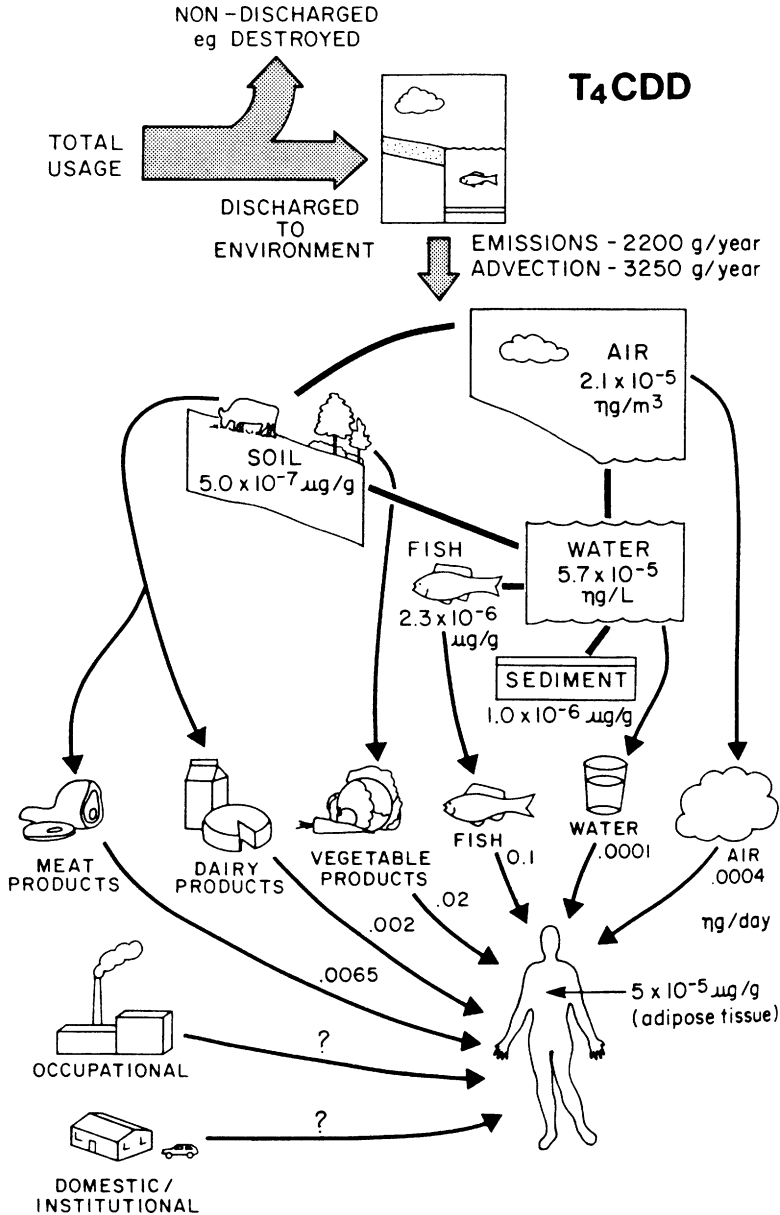 NON-DISCHARGED
eg DESTROYED
T₄CDD
TOTAL
USAGE
DISCHARGED
TO
ENVIRONMENT
EMISSIONS - 2200 g/year
ADVECTION - 3250 g/year
AIR
2.1 x 10⁻⁵
ηg/m³
SOIL
5.0 x 10⁻⁷ µg/g
FISH
2.3 x 10⁻⁶
µg/g
WATER
5.7 x 10⁻⁵
ηg/L
SEDIMENT
1.0 x 10⁻⁶ µg/g
MEAT
PRODUCTS
DAIRY
PRODUCTS
VEGETABLE
PRODUCTS
FISH
0.1
WATER
.0001
AIR
.0004
ηg/day
.02
.002
.0065
5 x 10⁻⁵ µg/g
(adipose tissue)
OCCUPATIONAL
?
DOMESTIC/
INSTITUTIONAL
?